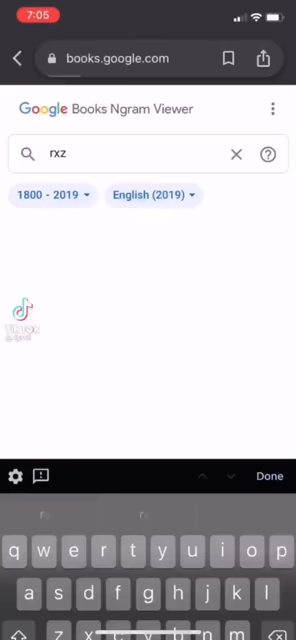 7:05
books.google.com
Google Books Ngram Viewer
rxz
1800 - 2019
English (2019)
TikTok
Done
q w e r t y u i o p
a s d f g h j k l
z x c v b n m